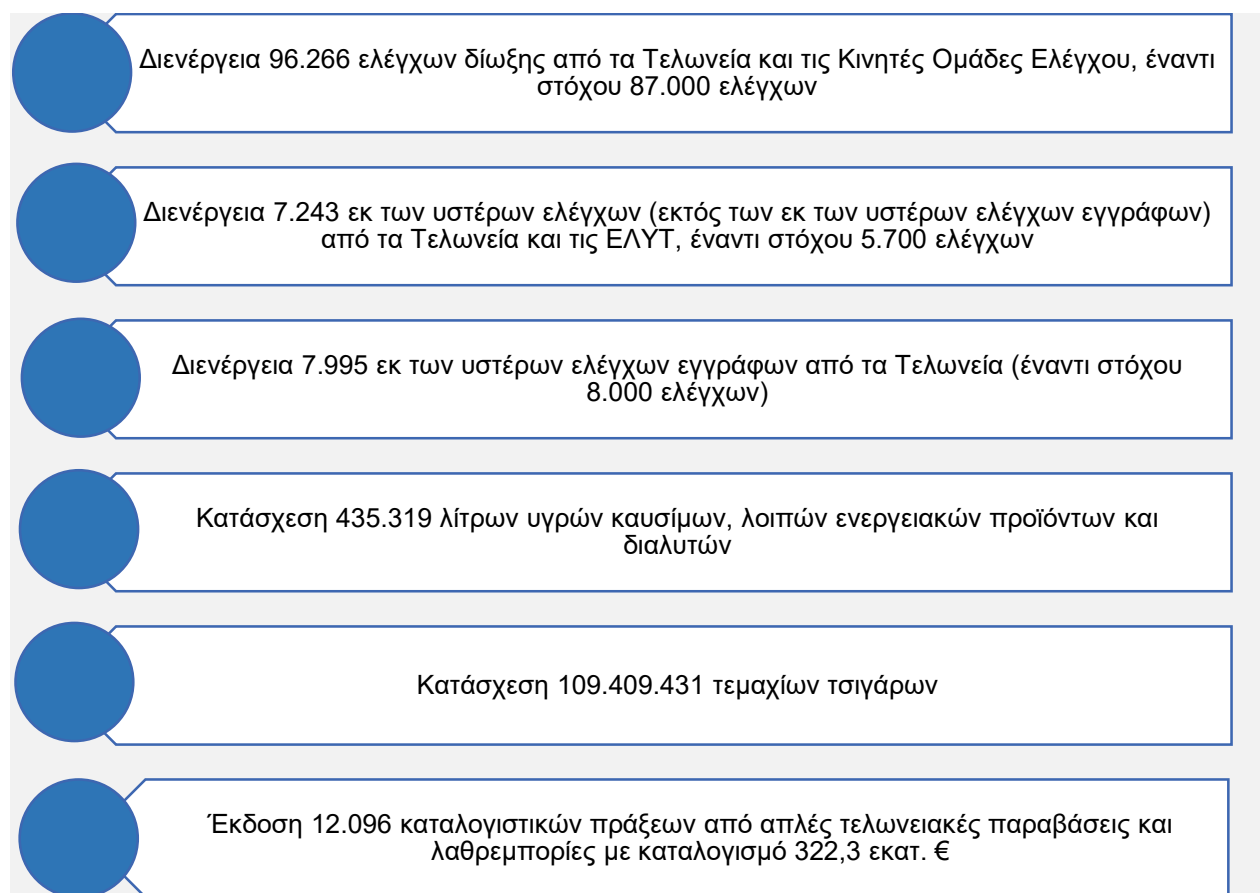 Διενέργεια 96.266 ελέγχων δίωξης από τα Τελωνεία και τις Κινητές Ομάδες Ελέγχου, έναντι
στόχου 87.000 ελέγχων
Διενέργεια 7.243 εκ των υστέρων ελέγχων (εκτός των εκ των υστέρων ελέγχων εγγράφων)
από τα Τελωνεία και τις ΕΛΥΤ, έναντι στόχου 5.700 ελέγχων
Διενέργεια 7.995 εκ των υστέρων ελέγχων εγγράφων από τα Τελωνεία (έναντι στόχου
8.000 ελέγχων)
Κατάσχεση 435.319 λίτρων υγρών καυσίμων, λοιπών ενεργειακών προϊόντων και
διαλυτών
Κατάσχεση 109.409.431 τεμαχίων τσιγάρων
Έκδοση 12.096 καταλογιστικών πράξεων από απλές τελωνειακές παραβάσεις και
λαθρεμπορίες με καταλογισμό 322,3 εκατ. €